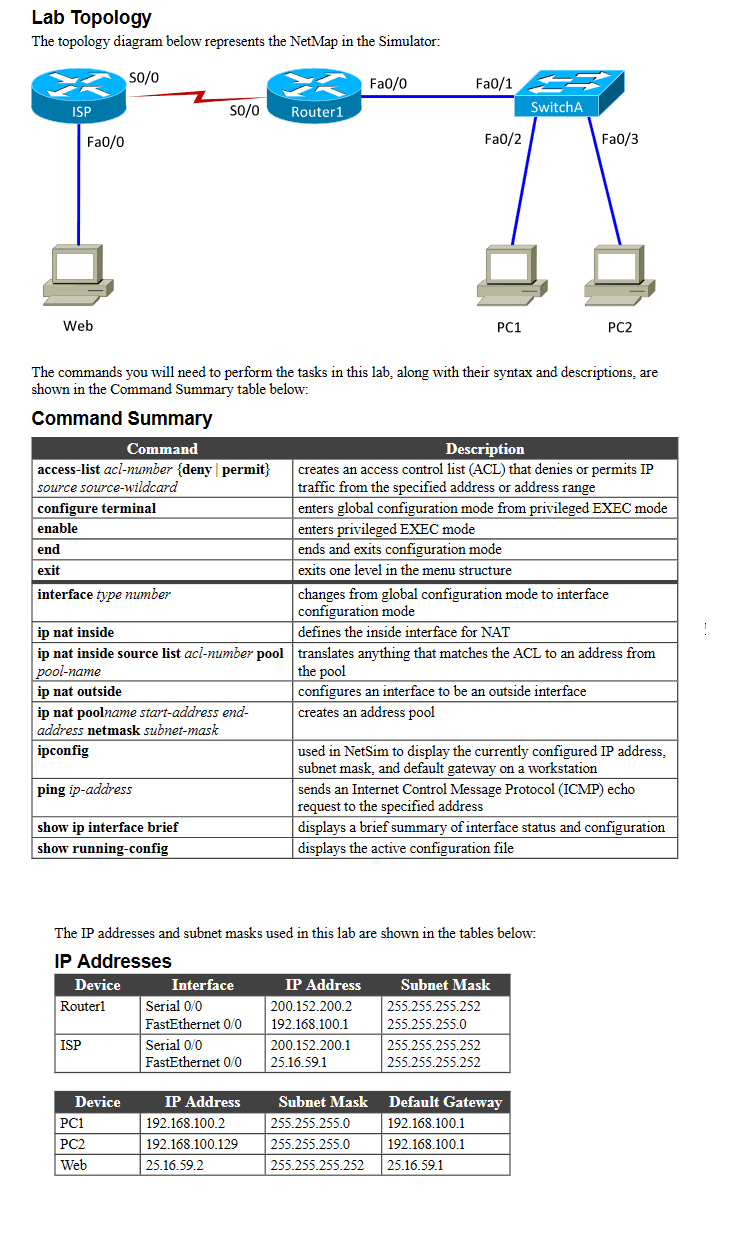 Lab Topology
The topology diagram below represents the NetMap in the Simulator:
S0/0
Fa0/0
Fa0/1
ISP
S0/0
Router1
SwitchA
Fa0/0
Fa0/2
Fa0/3
Web
PC1
PC2
The commands you will need to perform the tasks in this lab, along with their syntax and descriptions, are
shown in the Command Summary table below:
Command Summary
Command Description
access-list acl-number {deny | permit} creates an access control list (ACL) that denies or permits IP
source source-wildcard traffic from the specified address or address range
configure terminal enters global configuration mode from privileged EXEC mode
enable enters privileged EXEC mode
end ends and exits configuration mode
exit exits one level in the menu structure
interface type number changes from global configuration mode to interface
configuration mode
ip nat inside defines the inside interface for NAT
ip nat inside source list acl-number pool translates anything that matches the ACL to an address from
pool-name the pool
ip nat outside configures an interface to be an outside interface
ip nat poolname start-address end- creates an address pool
address netmask subnet-mask
ipconfig used in NetSim to display the currently configured IP address,
subnet mask, and default gateway on a workstation
ping ip-address sends an Internet Control Message Protocol (ICMP) echo
request to the specified address
show ip interface brief displays a brief summary of interface status and configuration
show running-config displays the active configuration file
The IP addresses and subnet masks used in this lab are shown in the tables below:
IP Addresses
Device Interface IP Address Subnet Mask
Router1 Serial 0/0 200.152.200.2 255.255.255.252
FastEthernet 0/0 192.168.100.1 255.255.255.0
ISP Serial 0/0 200.152.200.1 255.255.255.252
FastEthernet 0/0 25.16.59.1 255.255.255.252
Device IP Address Subnet Mask Default Gateway
PC1 192.168.100.2 255.255.255.0 192.168.100.1
PC2 192.168.100.129 255.255.255.0 192.168.100.1
Web 25.16.59.2 255.255.255.252 25.16.59.1